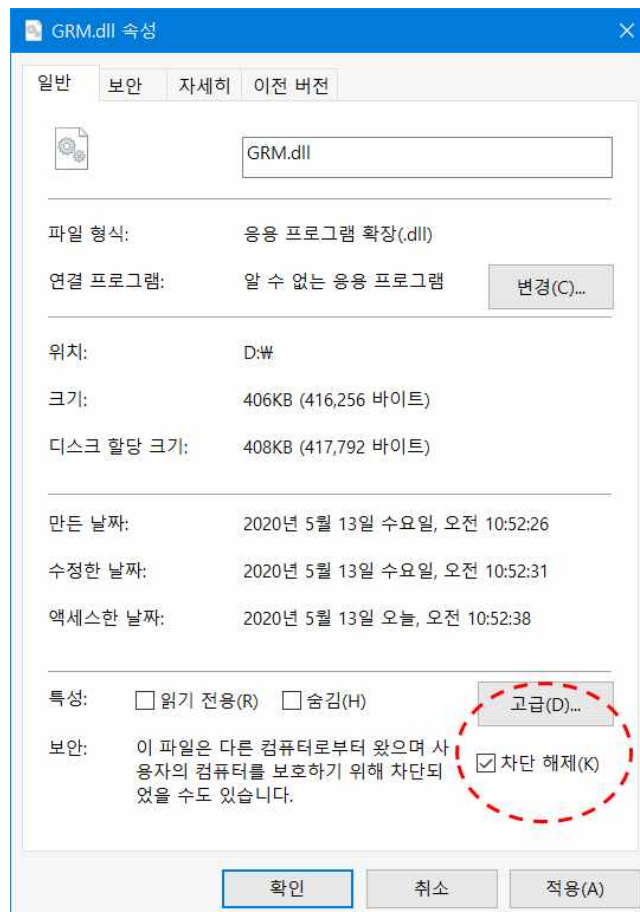 GRM.dll 속성
일반 보안 자세히 이전 버전
GRM.dll
파일 형식: 응용 프로그램 확장(.dll)
연결 프로그램: 알 수 없는 응용 프로그램 변경(C)...
위치: D:₩
크기: 406KB (416,256 바이트)
디스크 할당 크기: 408KB (417,792 바이트)
만든 날짜: 2020년 5월 13일 수요일, 오전 10:52:26
수정한 날짜: 2020년 5월 13일 수요일, 오전 10:52:31
액세스한 날짜: 2020년 5월 13일 오늘, 오전 10:52:38
특성: 읽기 전용(R) 숨김(H) 고급(D)...
보안: 이 파일은 다른 컴퓨터로부터 왔으며 사
용자의 컴퓨터를 보호하기 위해 차단되 차단 해제(K)
었을 수도 있습니다.
확인 취소 적용(A)